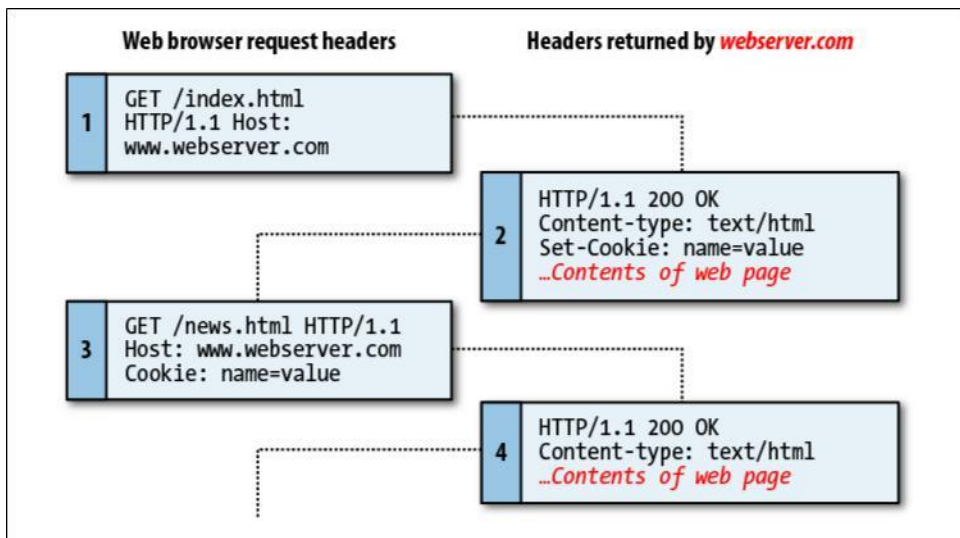 Web browser request headers
Headers returned by webserver.com
1
GET /index.html
HTTP/1.1 Host:
www.webserver.com
2
HTTP/1.1 200 OK
Content-type: text/html
Set-Cookie: name=value
…Contents of web page
3
GET /news.html HTTP/1.1
Host: www.webserver.com
Cookie: name=value
4
HTTP/1.1 200 OK
Content-type: text/html
…Contents of web page